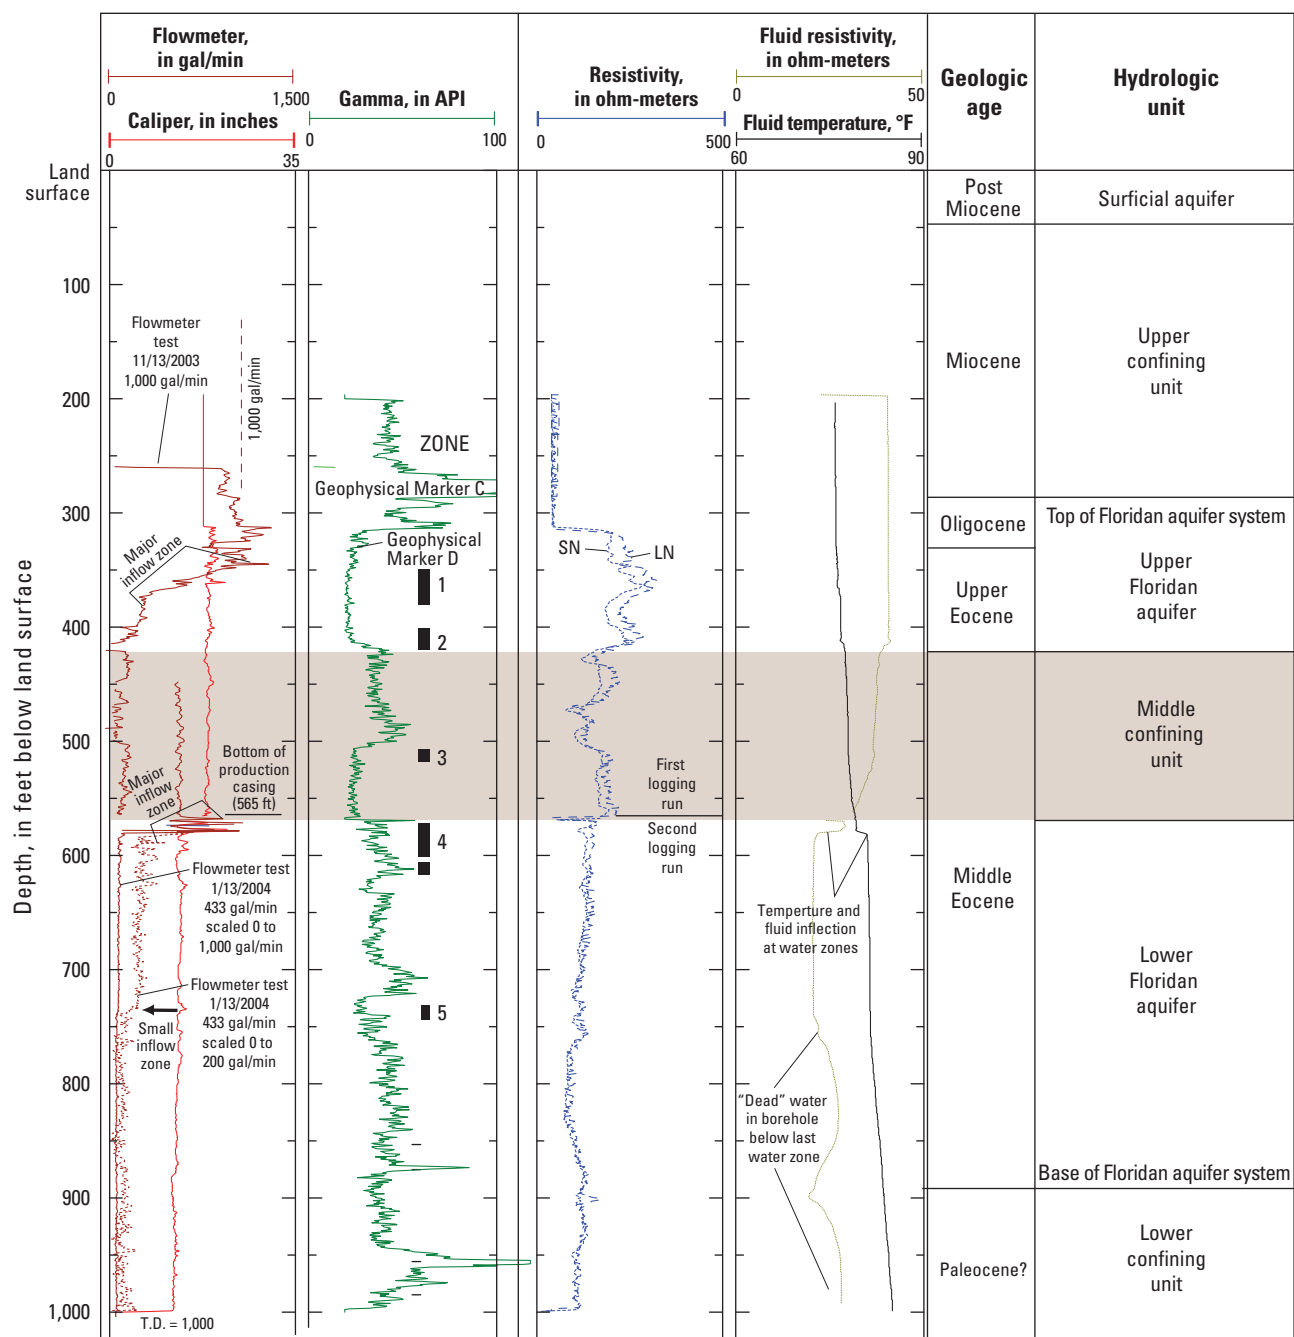 Flowmeter,
in gal/min
0
1,500
Caliper, in inches
0
35
Gamma, in API
0
100
Resistivity,
in ohm-meters
0
500
Fluid resistivity,
in ohm-meters
0
50
Fluid temperature, °F
60
90
Geologic
age
Hydrologic
unit
Depth, in feet below land surface
Land
surface
100
200
300
400
500
600
700
800
900
1,000
Flowmeter
test
11/13/2003
1,000 gal/min
1,000 gal/min
Major
inflow zone
Bottom of
production
casing
(565 ft)
Major
inflow
zone
Flowmeter test
1/13/2004
433 gal/min
scaled 0 to
1,000 gal/min
Flowmeter test
1/13/2004
433 gal/min
scaled 0 to
200 gal/min
Small
inflow
zone
T.D. = 1,000
ZONE
Geophysical Marker C
Geophysical
Marker D
1
2
3
4
5
SN
LN
First
logging
run
Second
logging
run
Temperture and
fluid inflection
at water zones
"Dead" water
in borehole
below last
water zone
Post
Miocene
Miocene
Oligocene
Upper
Eocene
Middle
Eocene
Paleocene?
Surficial aquifer
Upper
confining
unit
Top of Floridan aquifer system
Upper
Floridan
aquifer
Middle
confining
unit
Lower
Floridan
aquifer
Base of Floridan aquifer system
Lower
confining
unit